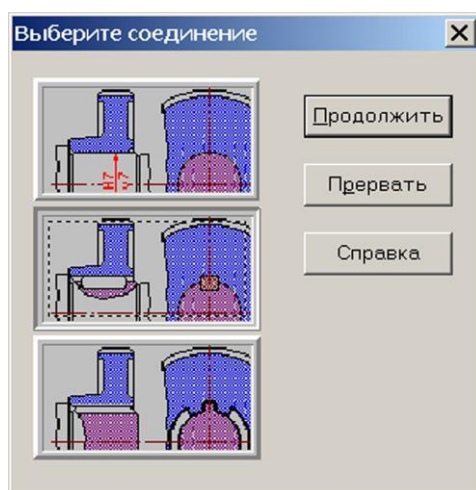 Выберите соединение
Продолжить
Прервать
Справка
H7